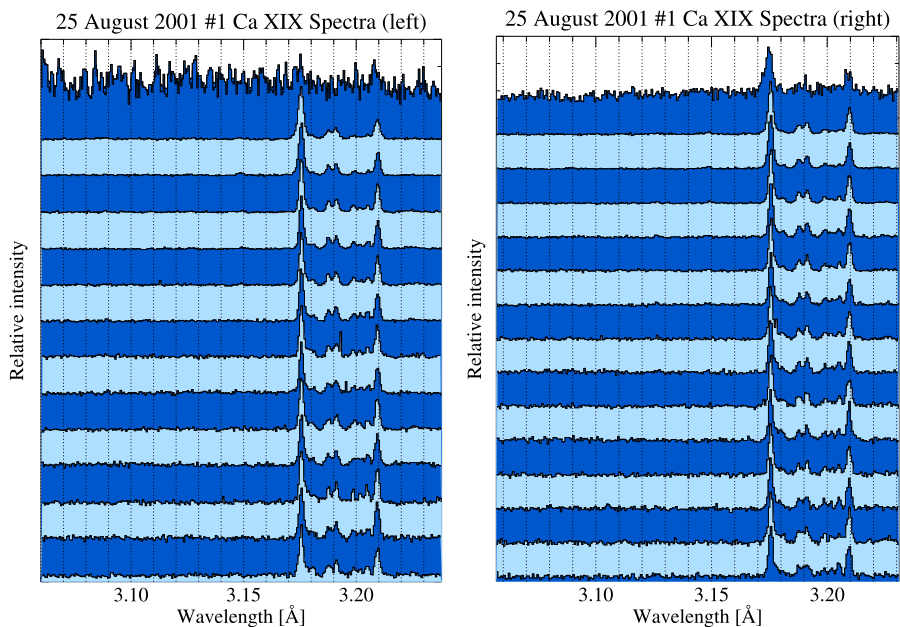 25 August 2001 #1 Ca XIX Spectra (left)
Relative intensity
3.10
3.15
3.20
Wavelength [Å]
25 August 2001 #1 Ca XIX Spectra (right)
Relative intensity
3.10
3.15
3.20
Wavelength [Å]